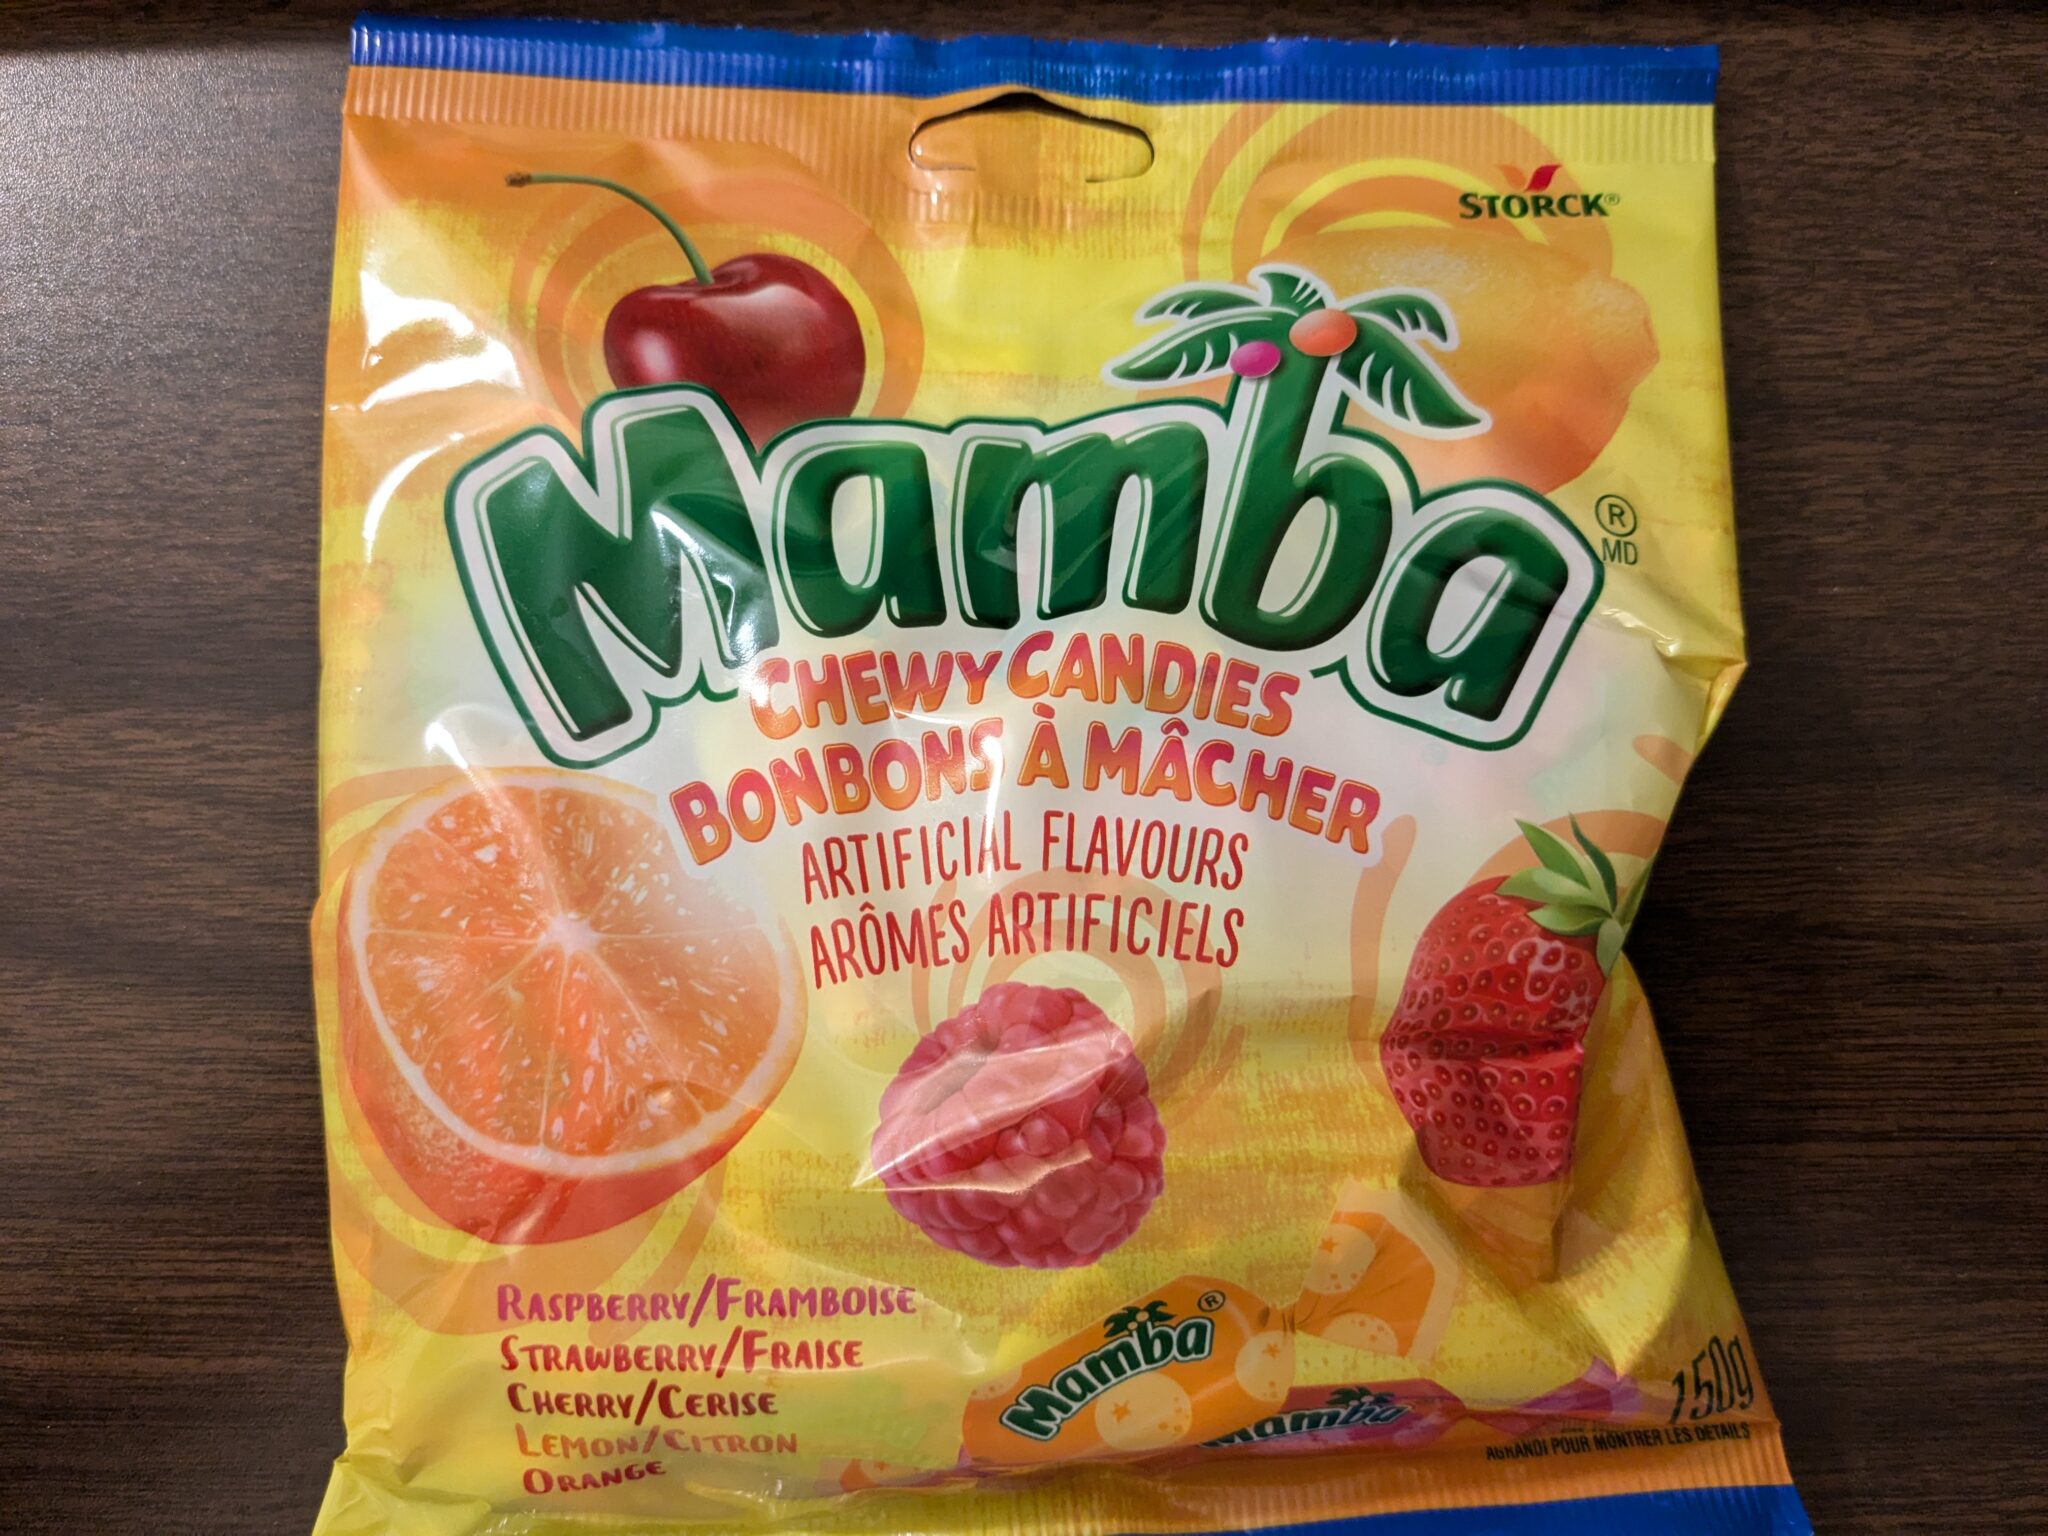 STORCK®
Mamba
®
MD
CHEWY CANDIES
BONBONS À MÂCHER
ARTIFICIAL FLAVOURS
ARÔMES ARTIFICIELS
RASPBERRY/FRAMBOISE
STRAWBERRY/FRAISE
CHERRY/CERISE
LEMON/CITRON
ORANGE
Mamba®
Mamba
150g
AGRANDI POUR MONTRER LES DÉTAILS